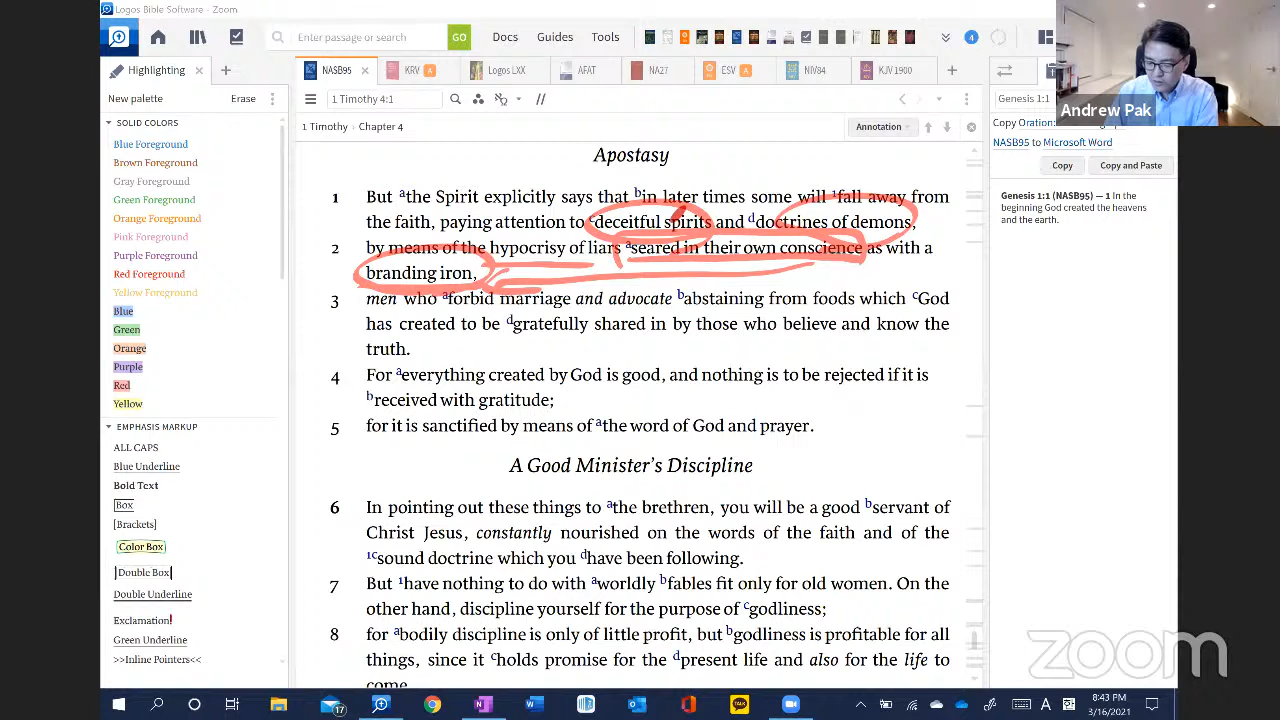 Logos Bible Software - Zoom
Enter passage or search
GO
Docs
Guides
Tools
4
Highlighting
NASB95
KRV A
Logos LXX
AFAT
NA27
ESV A
NIV84
KJV 1900
New palette
Erase
1 Timothy 4:1
1 Timothy › Chapter 4
Annotation
SOLID COLORS
Blue Foreground
Brown Foreground
Gray Foreground
Green Foreground
Orange Foreground
Pink Foreground
Purple Foreground
Red Foreground
Yellow Foreground
Blue
Green
Orange
Purple
Red
Yellow
EMPHASIS MARKUP
ALL CAPS
Blue Underline
Bold Text
Box
[Brackets]
Color Box
Double Box
Double Underline
Exclamation!
Green Underline
>>Inline Pointers<<
Apostasy
1 But athe Spirit explicitly says that bin later times some will 1fall away from
the faith, paying attention to cdeceitful spirits and ddoctrines of demons,
2 by means of the hypocrisy of liars aseared in their own conscience as with a
branding iron,
3 men who aforbid marriage and advocate babstaining from foods which cGod
has created to be dgratefully shared in by those who believe and know the
truth.
4 For aeverything created by God is good, and nothing is to be rejected if it is
breceived with gratitude;
5 for it is sanctified by means of athe word of God and prayer.
A Good Minister's Discipline
6 In pointing out these things to athe brethren, you will be a good bservant of
Christ Jesus, constantly nourished on the words of the faith and of the
1csound doctrine which you dhave been following.
7 But 1have nothing to do with aworldly bfables fit only for old women. On the
other hand, discipline yourself for the purpose of cgodliness;
8 for abodily discipline is only of little profit, but bgodliness is profitable for all
things, since it cholds promise for the dpresent life and also for the life to
come.
Genesis 1:1
Copy Oration:
NASB95 to Microsoft Word
Copy
Copy and Paste
Genesis 1:1 (NASB95) — 1 In the
beginning God created the heavens
and the earth.
Andrew Pak
zoom
17
TALK
A
8:43 PM
3/16/2021